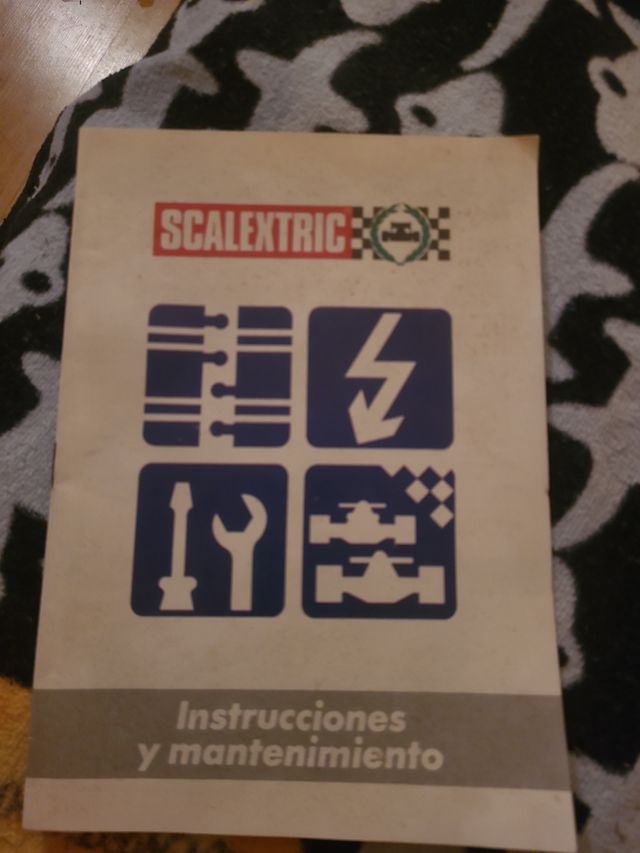 SCALEXTRIC
Instrucciones
y mantenimiento